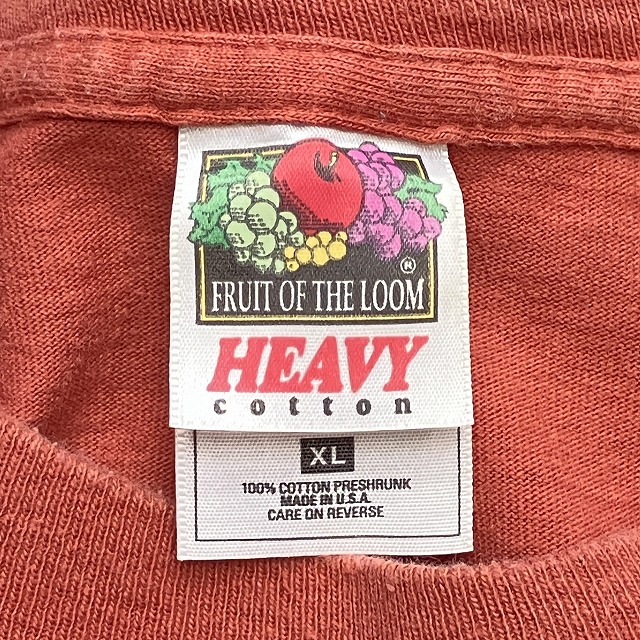 ®
FRUIT OF THE LOOM
HEAVY
cotton
XL
100% COTTON PRESHRUNK
MADE IN U.S.A.
CARE ON REVERSE